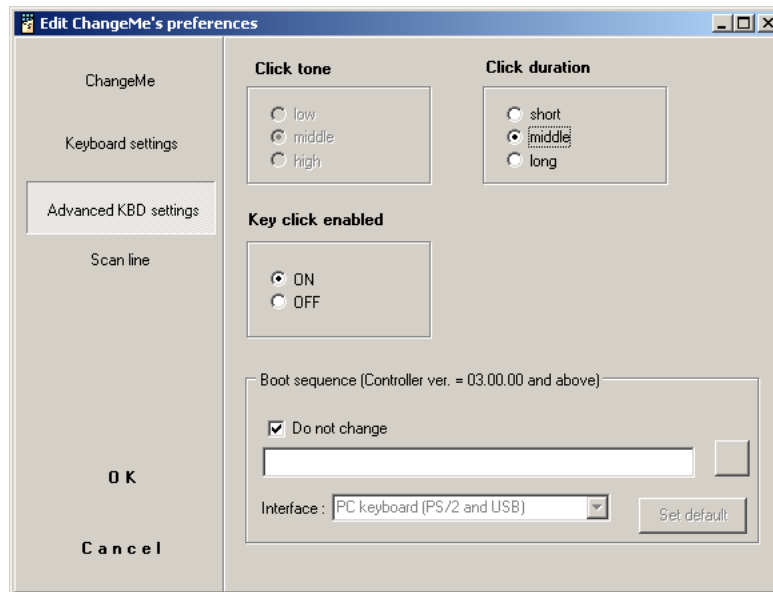 Edit ChangeMe's preferences
ChangeMe
Keyboard settings
Advanced KBD settings
Scan line
O K
C a n c e l
Click tone
low
middle
high
Click duration
short
middle
long
Key click enabled
ON
OFF
Boot sequence (Controller ver. = 03.00.00 and above)
Do not change
Interface : PC keyboard (PS/2 and USB)
Set default